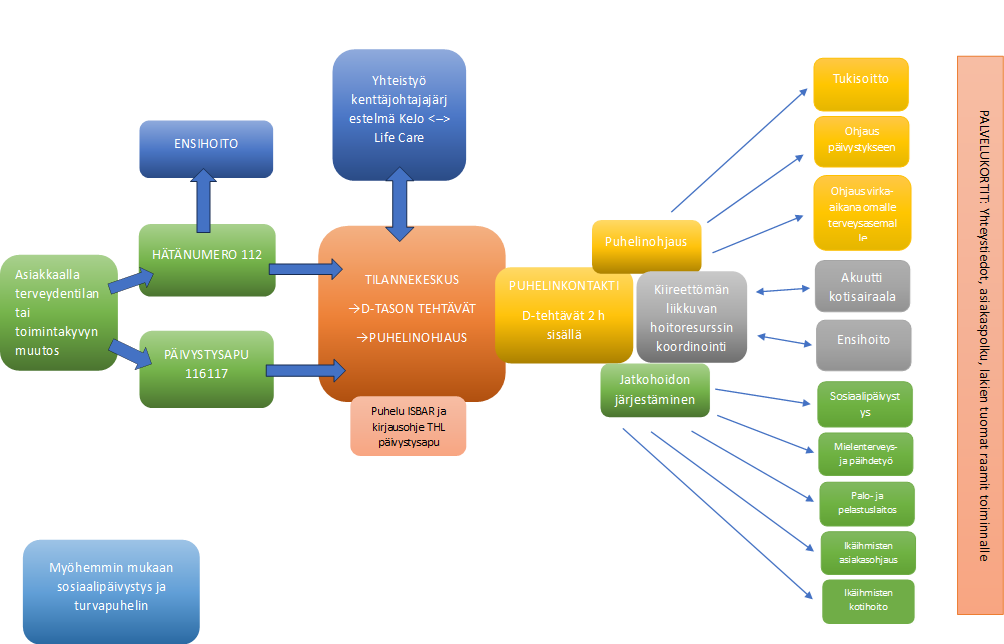 Asiakkaalla
terveydentilan
tai
toimintakyvyn
muutos
ENSIHOITO
HÄTÄNUMERO 112
PÄIVYSTYSAPU
116117
Yhteistyö
kenttäjohtajajärj
estelmä KeJo <-->
Life Care
TILANNEKESKUS
→D-TASON TEHTÄVÄT
→PUHELINOHJAUS
Puhelu ISBAR ja
kirjausohje THL
päivystysapu
PUHELINKONTAKTI
D-tehtävät 2 h
sisällä
Puhelinohjaus
Kiireettömän
liikkuvan
hoitoresurssin
koordinointi
Jatkohoidon
järjestäminen
Tukisoitto
Ohjaus
päivystykseen
Ohjaus virka-
aikana omalle
terveysasemal
le
Akuutti
kotisairaala
Ensihoito
Sosiaalipäivyst
ys
Mielenterveys-
ja päihdetyö
Palo- ja
pelastuslaitos
Ikäihmisten
asiakasohjaus
Ikäihmisten
kotihoito
PALVELUKORTIT: Yhteystiedot, asiakaspolku, lakien tuomat raamit toiminnalle
Myöhemmin mukaan
sosiaalipäivystys ja
turvapuhelin